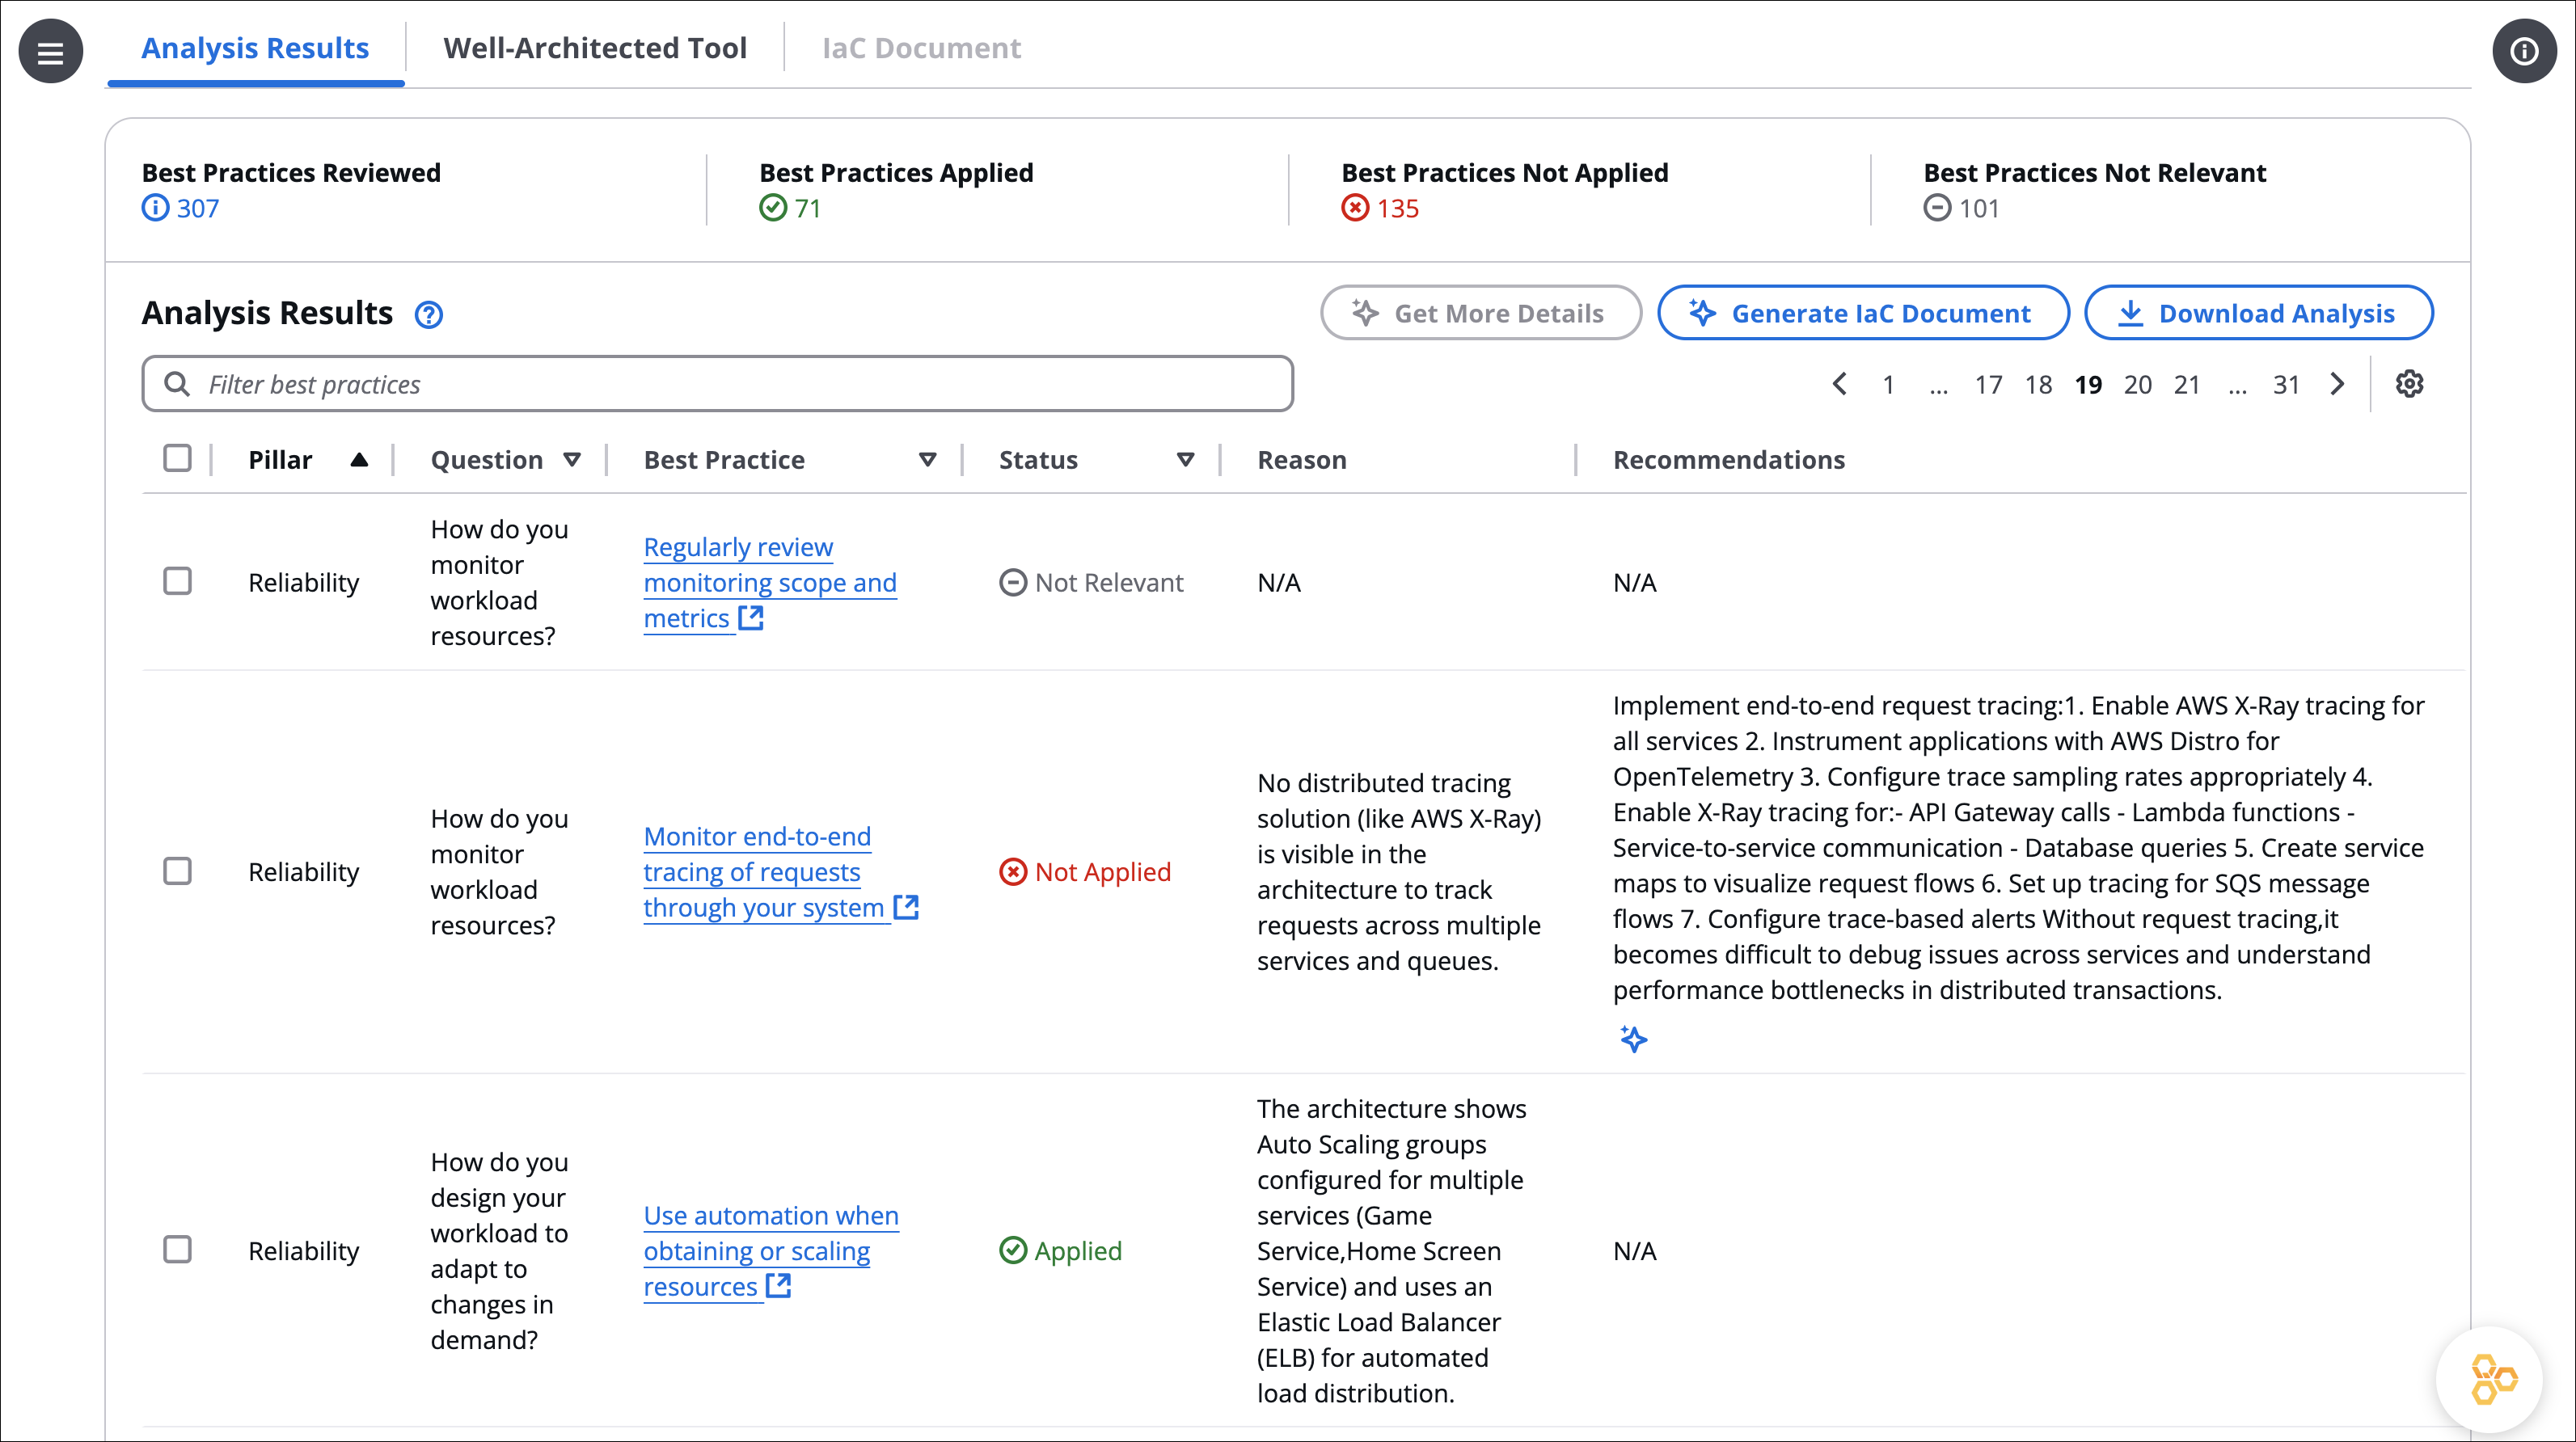 Analysis Results
Well-Architected Tool
IaC Document
Best Practices Reviewed
307
Best Practices Applied
71
Best Practices Not Applied
135
Best Practices Not Relevant
101
Analysis Results
Get More Details
Generate IaC Document
Download Analysis
Filter best practices
1 ... 17 18 19 20 21 ... 31
Pillar
Question
Best Practice
Status
Reason
Recommendations
Reliability
How do you
monitor
workload
resources?
Regularly review
monitoring scope and
metrics
Not Relevant
N/A
N/A
Reliability
How do you
monitor
workload
resources?
Monitor end-to-end
tracing of requests
through your system
Not Applied
No distributed tracing
solution (like AWS X-Ray)
is visible in the
architecture to track
requests across multiple
services and queues.
Implement end-to-end request tracing:1. Enable AWS X-Ray tracing for
all services 2. Instrument applications with AWS Distro for
OpenTelemetry 3. Configure trace sampling rates appropriately 4.
Enable X-Ray tracing for:- API Gateway calls - Lambda functions -
Service-to-service communication - Database queries 5. Create service
maps to visualize request flows 6. Set up tracing for SQS message
flows 7. Configure trace-based alerts Without request tracing,it
becomes difficult to debug issues across services and understand
performance bottlenecks in distributed transactions.
Reliability
How do you
design your
workload to
adapt to
changes in
demand?
Use automation when
obtaining or scaling
resources
Applied
The architecture shows
Auto Scaling groups
configured for multiple
services (Game
Service,Home Screen
Service) and uses an
Elastic Load Balancer
(ELB) for automated
load distribution.
N/A